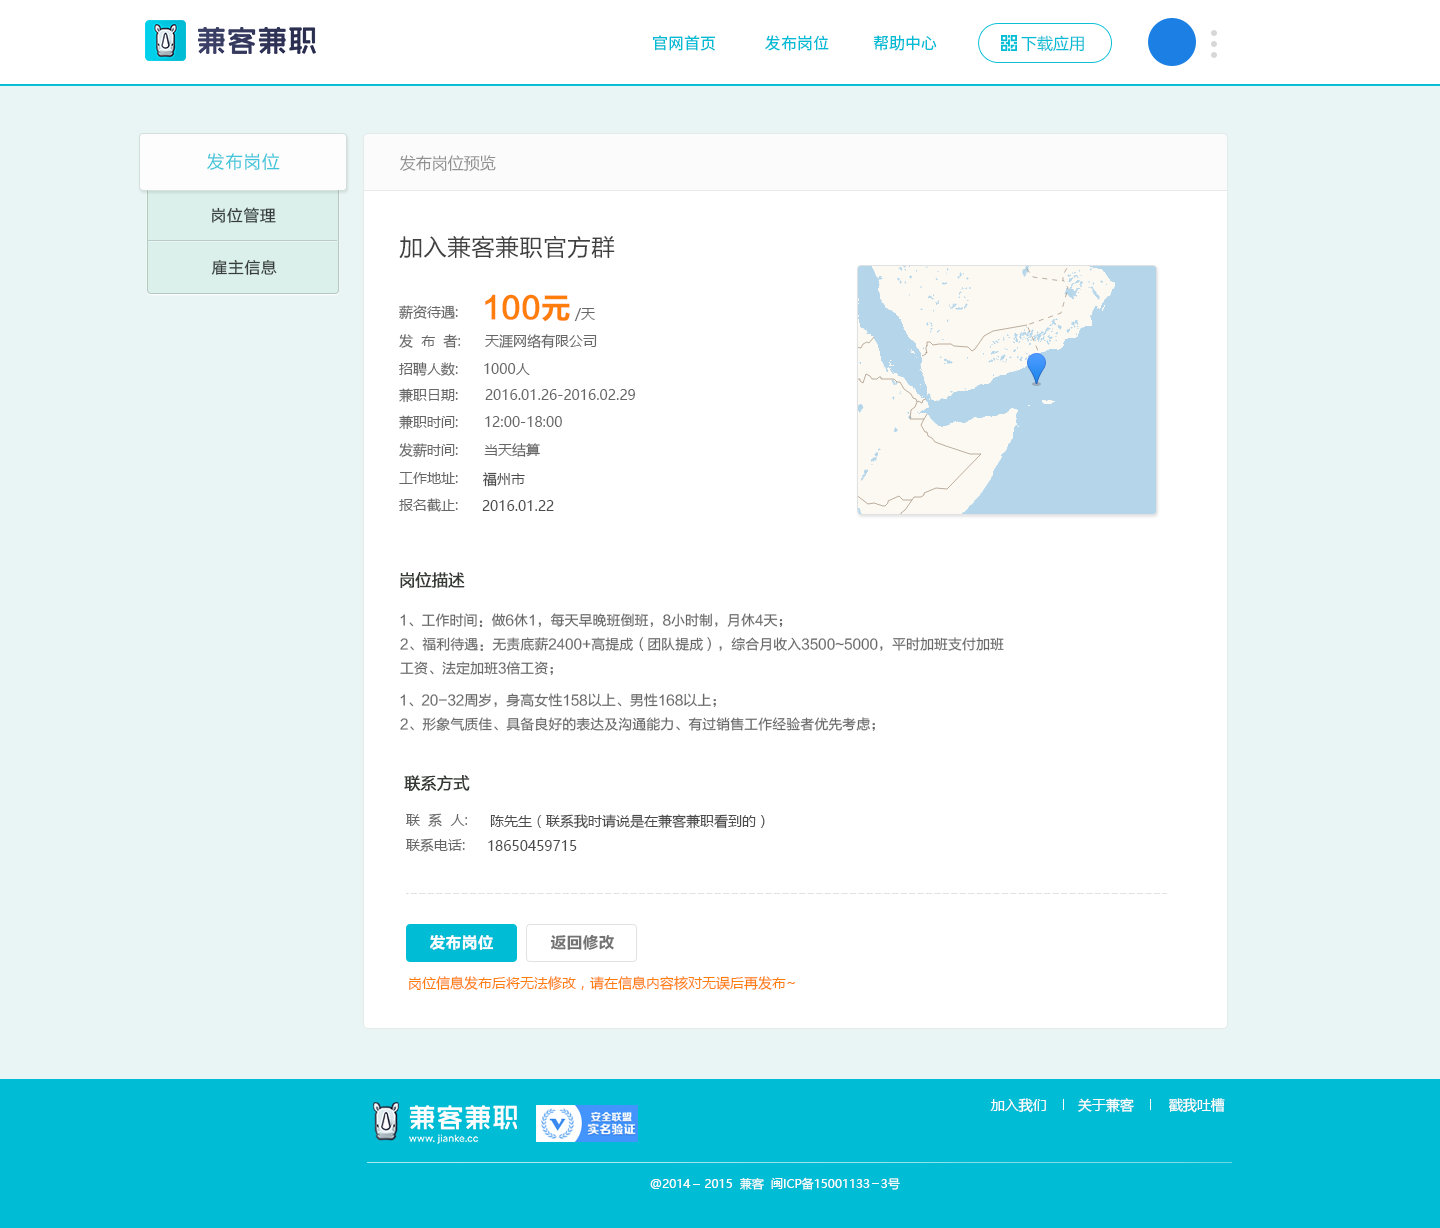 兼客兼职
官网首页
发布岗位
帮助中心
下载应用
发布岗位
岗位管理
雇主信息
发布岗位预览
加入兼客兼职官方群
薪资待遇: 100元 /天
发 布 者: 天涯网络有限公司
招聘人数: 1000人
兼职日期: 2016.01.26-2016.02.29
兼职时间: 12:00-18:00
发薪时间: 当天结算
工作地址: 福州市
报名截止: 2016.01.22
岗位描述
1、工作时间：做6休1，每天早晚班倒班，8小时制，月休4天；
2、福利待遇：无责底薪2400+高提成（团队提成），综合月收入3500~5000，平时加班支付加班
工资、法定加班3倍工资；
1、20-32周岁，身高女性158以上、男性168以上；
2、形象气质佳、具备良好的表达及沟通能力、有过销售工作经验者优先考虑；
联系方式
联 系 人: 陈先生（联系我时请说是在兼客兼职看到的）
联系电话: 18650459715
发布岗位
返回修改
岗位信息发布后将无法修改，请在信息内容核对无误后再发布~
兼客兼职
www.jianke.cc
安全联盟
实名验证
加入我们
关于兼客
戳我吐槽
@2014 – 2015 兼客 闽ICP备15001133-3号